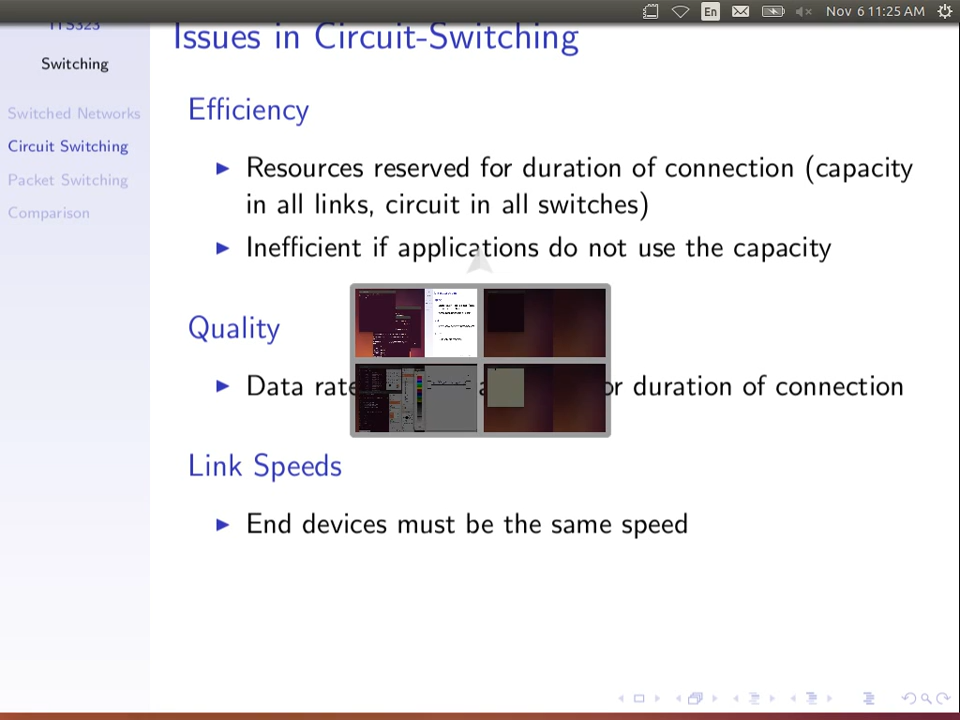 En
Nov 6 11:25 AM
ITS323
Issues in Circuit-Switching
Switching
Efficiency
Switched Networks
Circuit Switching
Packet Switching
Comparison
▶ Resources reserved for duration of connection (capacity
in all links, circuit in all switches)
▶ Inefficient if applications do not use the capacity
Quality
▶ Data rate duration of connection
Link Speeds
▶ End devices must be the same speed